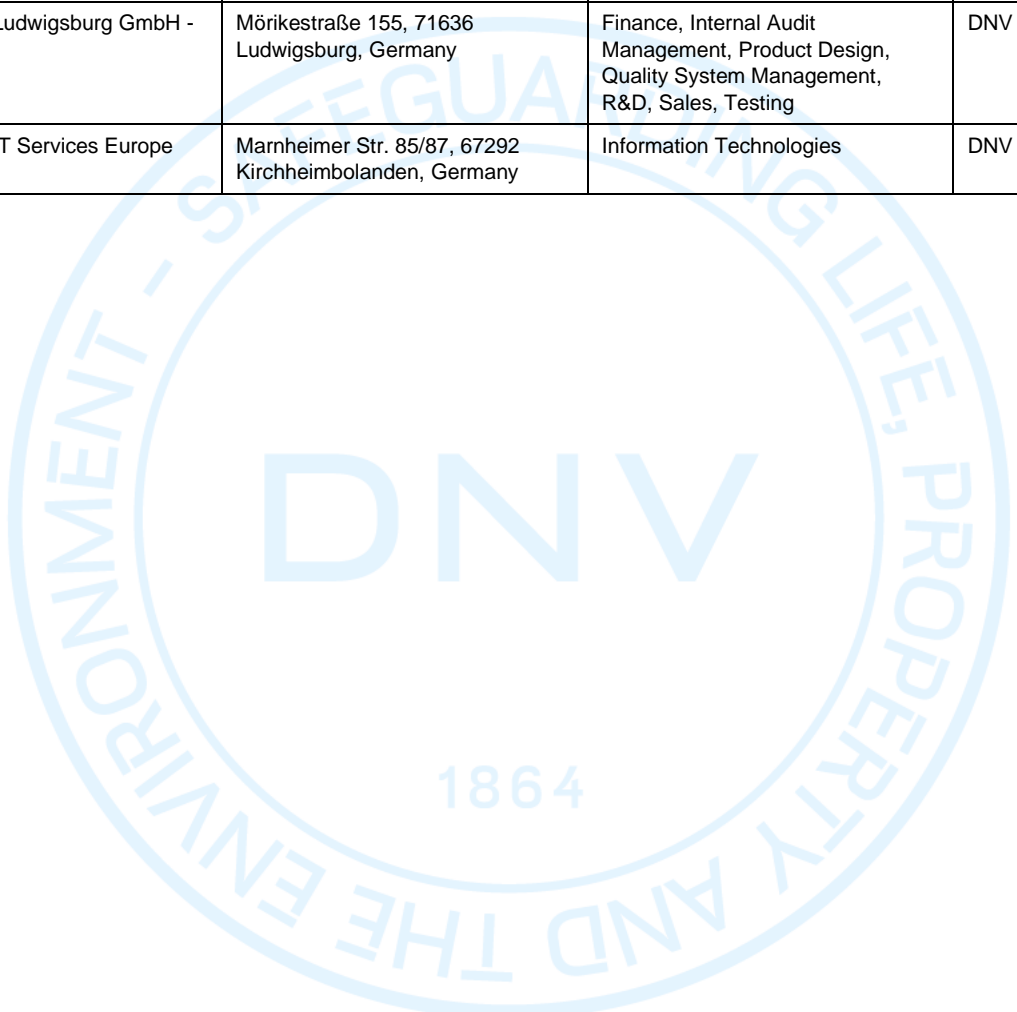 Ludwigsburg GmbH -
Mörikestraße 155, 71636
Ludwigsburg, Germany
Finance, Internal Audit
Management, Product Design,
Quality System Management,
R&D, Sales, Testing
DNV
T Services Europe
Marnheimer Str. 85/87, 67292
Kirchheimbolanden, Germany
Information Technologies
DNV
SAFEGUARDING LIFE, PROPERTY AND THE ENVIRONMENT -
DNV
1864